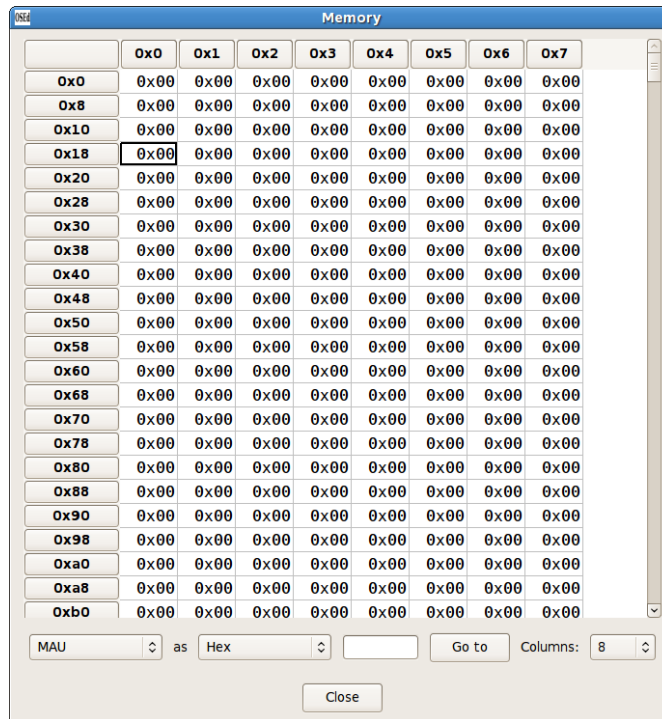 OSEd Memory
0x0 0x1 0x2 0x3 0x4 0x5 0x6 0x7
0x0 0x00 0x00 0x00 0x00 0x00 0x00 0x00 0x00
0x8 0x00 0x00 0x00 0x00 0x00 0x00 0x00 0x00
0x10 0x00 0x00 0x00 0x00 0x00 0x00 0x00 0x00
0x18 0x00 0x00 0x00 0x00 0x00 0x00 0x00 0x00
0x20 0x00 0x00 0x00 0x00 0x00 0x00 0x00 0x00
0x28 0x00 0x00 0x00 0x00 0x00 0x00 0x00 0x00
0x30 0x00 0x00 0x00 0x00 0x00 0x00 0x00 0x00
0x38 0x00 0x00 0x00 0x00 0x00 0x00 0x00 0x00
0x40 0x00 0x00 0x00 0x00 0x00 0x00 0x00 0x00
0x48 0x00 0x00 0x00 0x00 0x00 0x00 0x00 0x00
0x50 0x00 0x00 0x00 0x00 0x00 0x00 0x00 0x00
0x58 0x00 0x00 0x00 0x00 0x00 0x00 0x00 0x00
0x60 0x00 0x00 0x00 0x00 0x00 0x00 0x00 0x00
0x68 0x00 0x00 0x00 0x00 0x00 0x00 0x00 0x00
0x70 0x00 0x00 0x00 0x00 0x00 0x00 0x00 0x00
0x78 0x00 0x00 0x00 0x00 0x00 0x00 0x00 0x00
0x80 0x00 0x00 0x00 0x00 0x00 0x00 0x00 0x00
0x88 0x00 0x00 0x00 0x00 0x00 0x00 0x00 0x00
0x90 0x00 0x00 0x00 0x00 0x00 0x00 0x00 0x00
0x98 0x00 0x00 0x00 0x00 0x00 0x00 0x00 0x00
0xa0 0x00 0x00 0x00 0x00 0x00 0x00 0x00 0x00
0xa8 0x00 0x00 0x00 0x00 0x00 0x00 0x00 0x00
0xb0 0x00 0x00 0x00 0x00 0x00 0x00 0x00 0x00
MAU as Hex Go to Columns: 8
Close